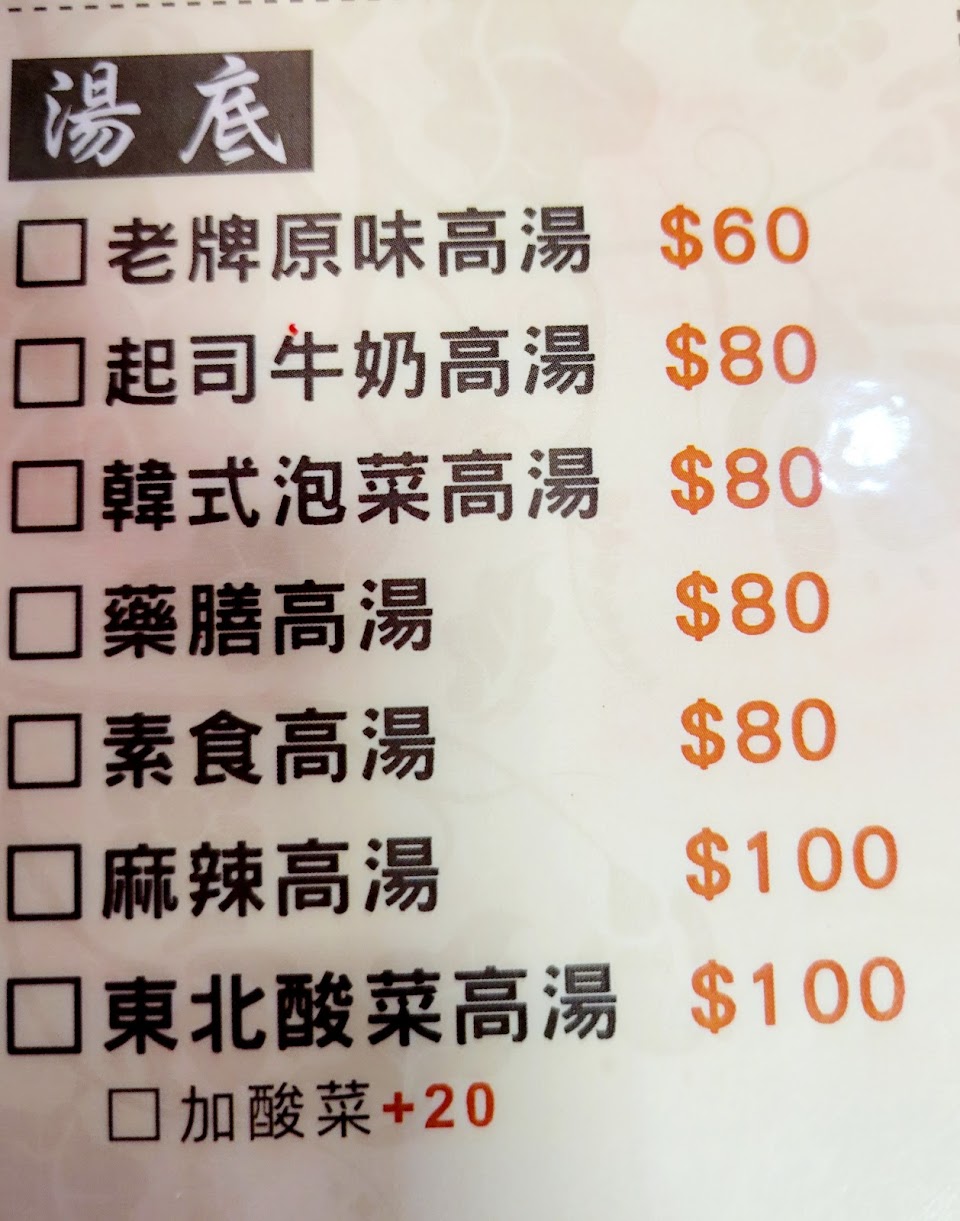 湯底
老牌原味高湯 $60
起司牛奶高湯 $80
韓式泡菜高湯 $80
藥膳高湯 $80
素食高湯 $80
麻辣高湯 $100
東北酸菜高湯 $100
加酸菜+20